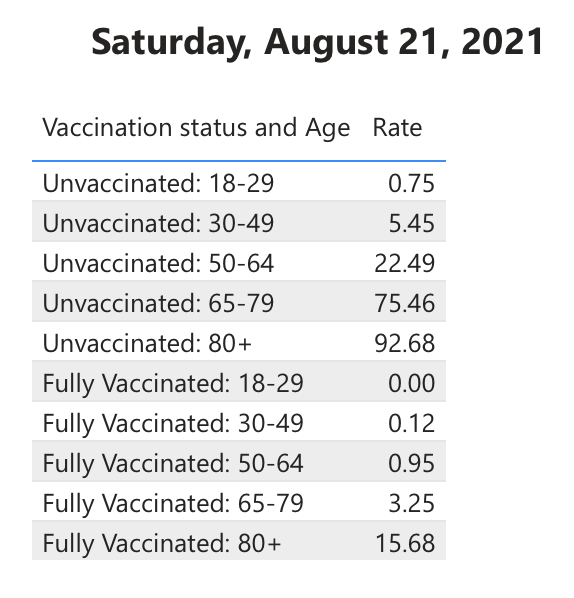 Saturday, August 21, 2021
Vaccination status and Age Rate
Unvaccinated: 18-29 0.75
Unvaccinated: 30-49 5.45
Unvaccinated: 50-64 22.49
Unvaccinated: 65-79 75.46
Unvaccinated: 80+ 92.68
Fully Vaccinated: 18-29 0.00
Fully Vaccinated: 30-49 0.12
Fully Vaccinated: 50-64 0.95
Fully Vaccinated: 65-79 3.25
Fully Vaccinated: 80+ 15.68